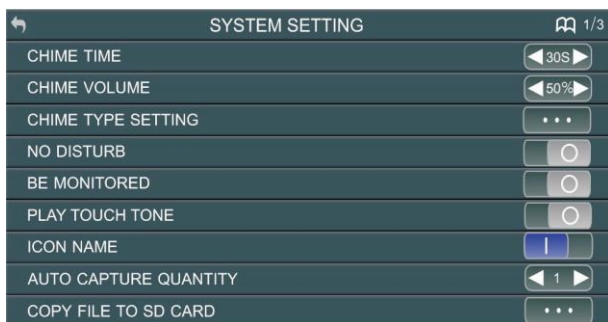 SYSTEM SETTING 1/3
CHIME TIME 30S
CHIME VOLUME 50%
CHIME TYPE SETTING ...
NO DISTURB O
BE MONITORED O
PLAY TOUCH TONE O
ICON NAME I
AUTO CAPTURE QUANTITY 1
COPY FILE TO SD CARD ...